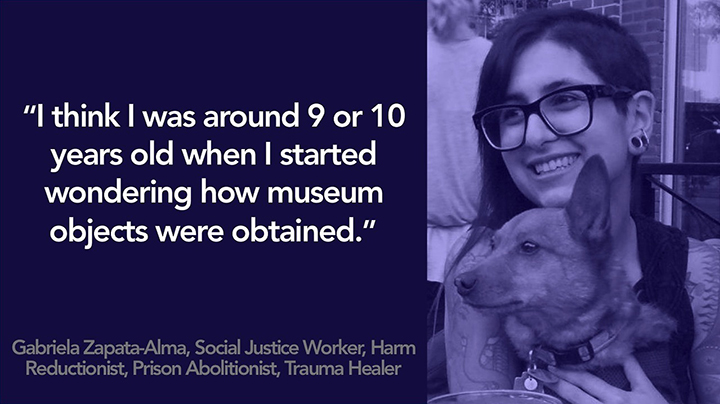 “I think I was around 9 or 10
years old when I started
wondering how museum
objects were obtained.”
Gabriela Zapata-Alma, Social Justice Worker, Harm
Reductionist, Prison Abolitionist, Trauma Healer